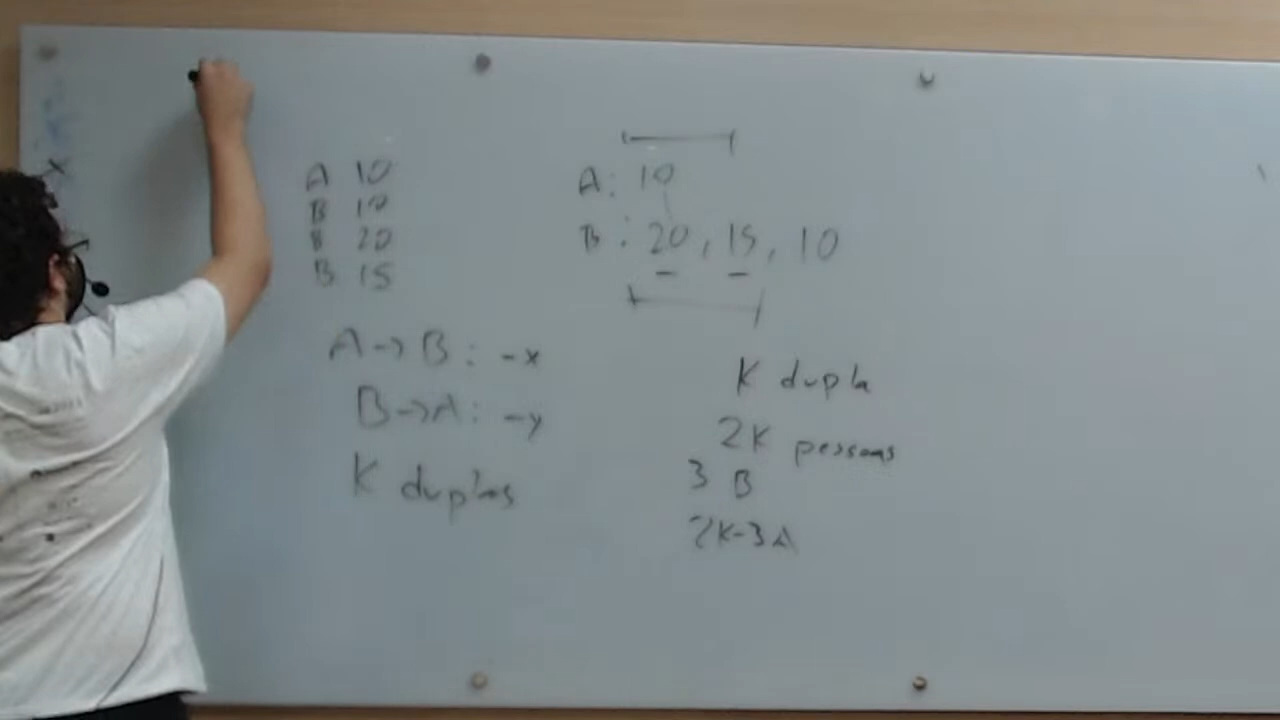 A 10
B 10
B 20
B 15
A → B : -x
B → A : -y
K duplas
A: 10
B: 20, 15, 10
K dupla
2K pessoas
3 B
2K-3A